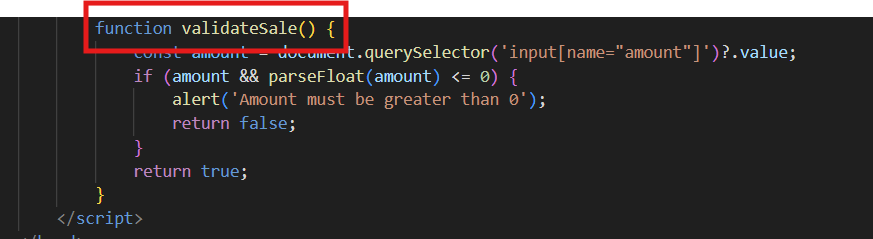 function validateSale() {
const amount = document.querySelector('input[name="amount"]')?.value;
if (amount && parseFloat(amount) <= 0) {
alert('Amount must be greater than 0');
return false;
}
return true;
}
</script>